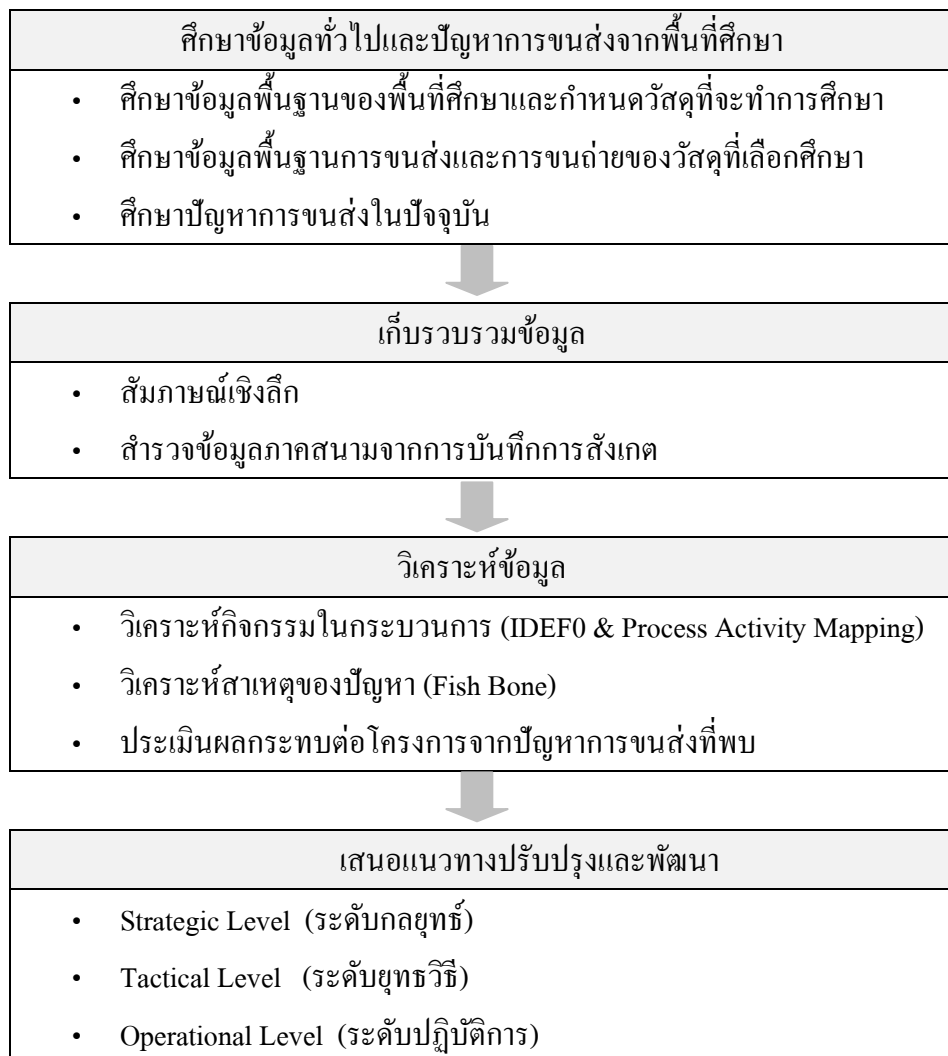 ศึกษาข้อมูลทั่วไปและปัญหาการขนส่งจากพื้นที่ศึกษา
• ศึกษาข้อมูลพื้นฐานของพื้นที่ศึกษาและกำหนดวัสดุที่จะทำการศึกษา
• ศึกษาข้อมูลพื้นฐานการขนส่งและการขนถ่ายของวัสดุที่เลือกศึกษา
• ศึกษาปัญหาการขนส่งในปัจจุบัน
เก็บรวบรวมข้อมูล
• สัมภาษณ์เชิงลึก
• สำรวจข้อมูลภาคสนามจากการบันทึกการสังเกต
วิเคราะห์ข้อมูล
• วิเคราะห์กิจกรรมในกระบวนการ (IDEF0 & Process Activity Mapping)
• วิเคราะห์สาเหตุของปัญหา (Fish Bone)
• ประเมินผลกระทบต่อโครงการจากปัญหาการขนส่งที่พบ
เสนอแนวทางปรับปรุงและพัฒนา
• Strategic Level (ระดับกลยุทธ์)
• Tactical Level (ระดับยุทธวิธี)
• Operational Level (ระดับปฏิบัติการ)